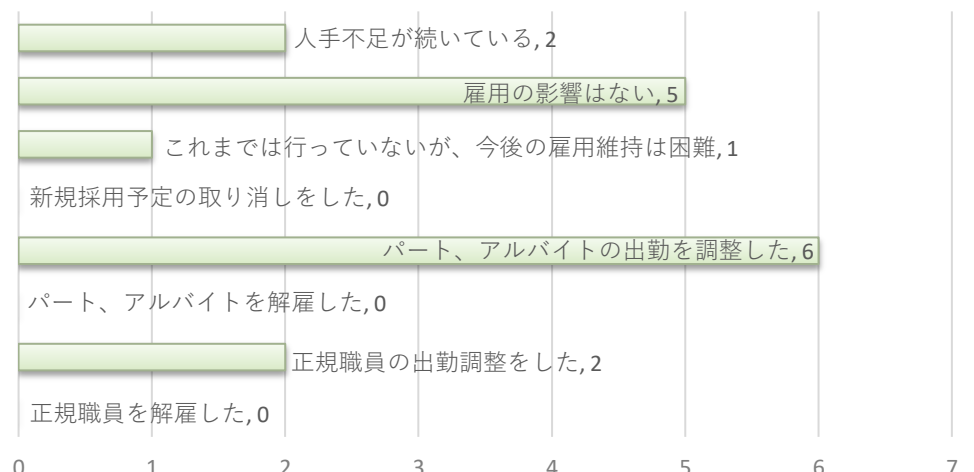 人手不足が続いている, 2
雇用の影響はない, 5
これまでは行っていないが、今後の雇用維持は困難, 1
新規採用予定の取り消しをした, 0
パート、アルバイトの出勤を調整した, 6
パート、アルバイトを解雇した, 0
正規職員の出勤調整をした, 2
正規職員を解雇した, 0
0 1 2 3 4 5 6 7